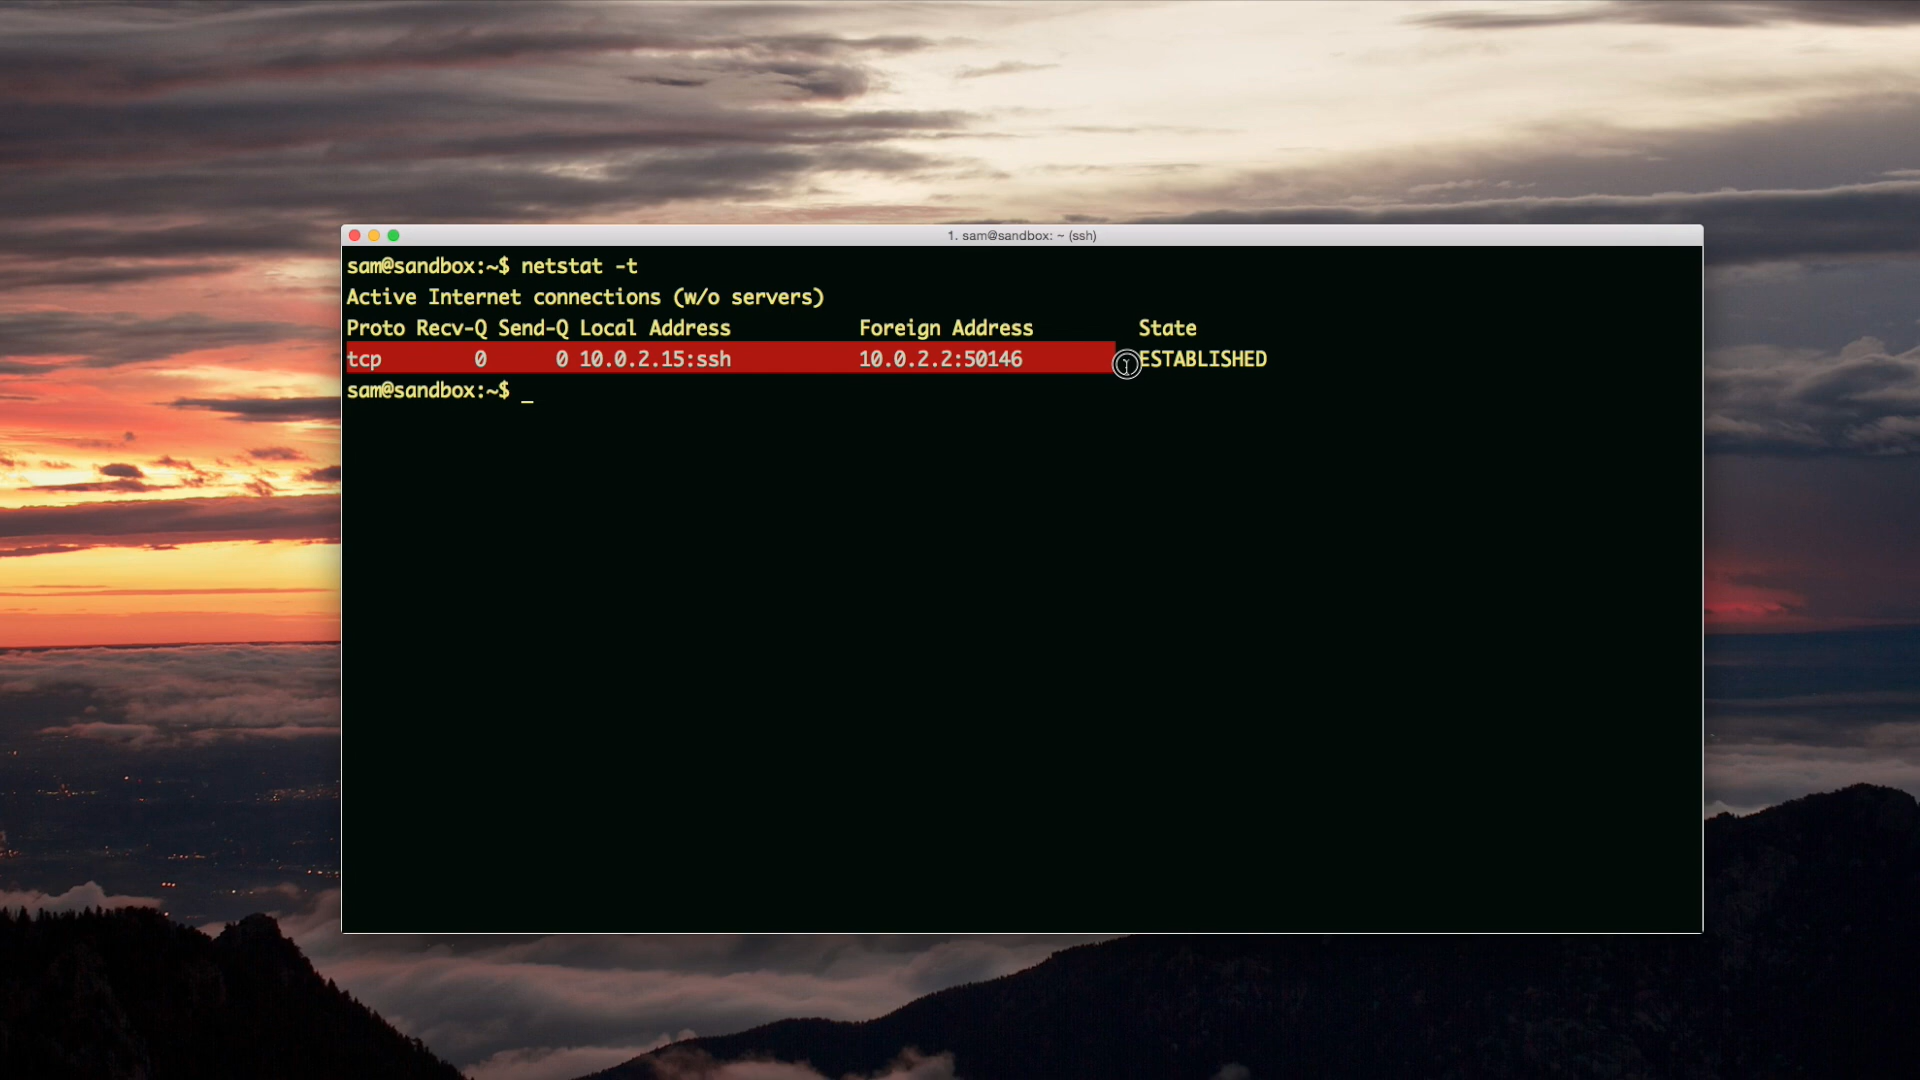 1. sam@sandbox: ~ (ssh)
sam@sandbox:~$ netstat -t
Active Internet connections (w/o servers)
Proto Recv-Q Send-Q Local Address           Foreign Address         State
tcp        0      0 10.0.2.15:ssh           10.0.2.2:50146          ESTABLISHED
sam@sandbox:~$ _